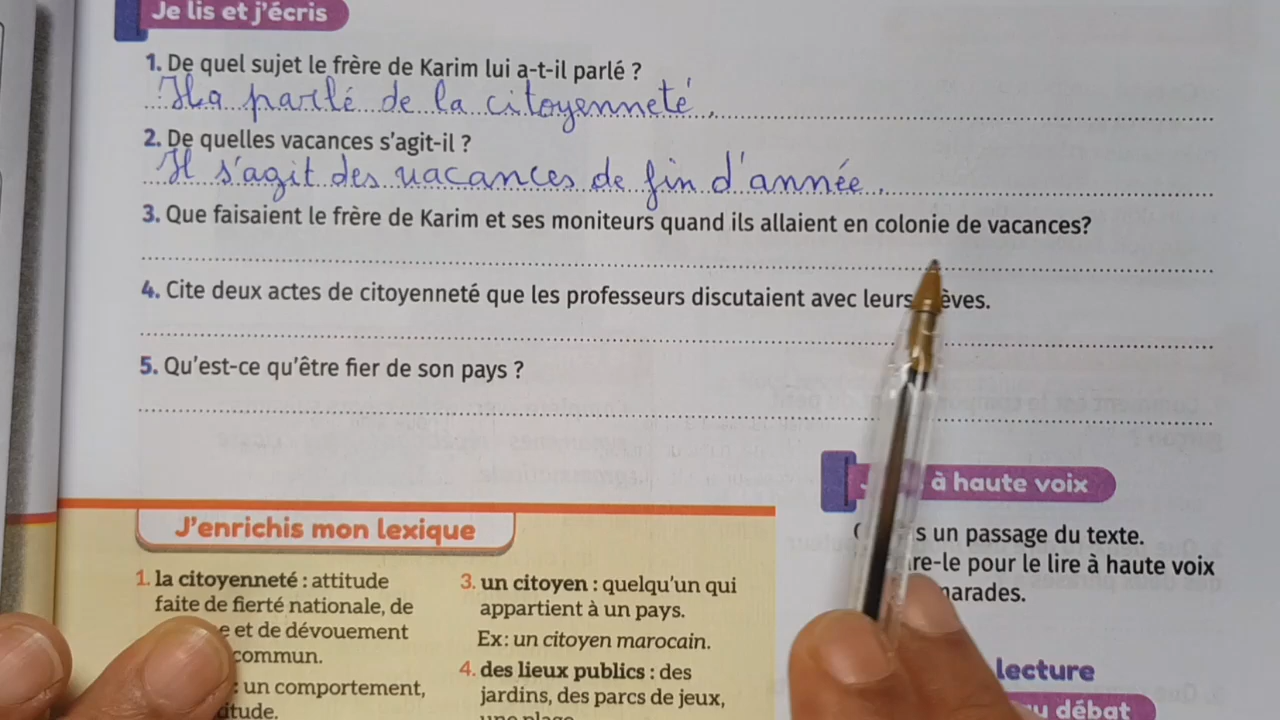 Je lis et j'écris
1. De quel sujet le frère de Karim lui a-t-il parlé ?
Il a parlé de la citoyenneté.
2. De quelles vacances s'agit-il ?
Il s'agit des vacances de fin d'année.
3. Que faisaient le frère de Karim et ses moniteurs quand ils allaient en colonie de vacances?
4. Cite deux actes de citoyenneté que les professeurs discutaient avec leurs èves.
5. Qu'est-ce qu'être fier de son pays ?
J'enrichis mon lexique
1. la citoyenneté : attitude
faite de fierté nationale, de
e et de dévouement
commun.
: un comportement,
itude.
3. un citoyen : quelqu'un qui
appartient à un pays.
Ex: un citoyen marocain.
4. des lieux publics : des
jardins, des parcs de jeux,
une plage
à haute voix
s un passage du texte.
re-le pour le lire à haute voix
marades.
lecture
au débat